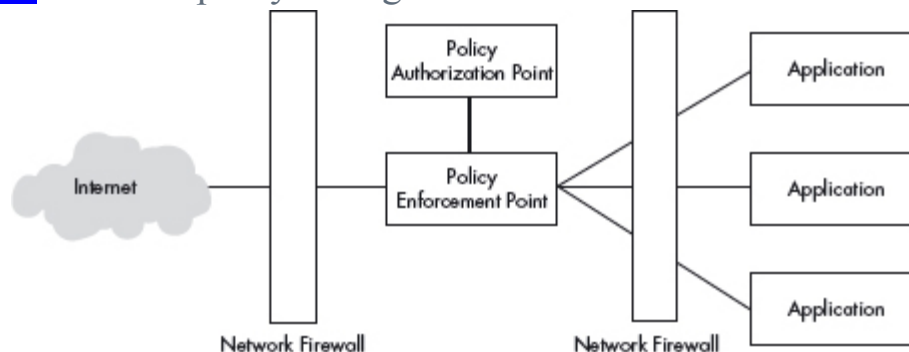 Policy
Authorization Point
Application
Internet
Policy
Enforcement Point
Application
Application
Network Firewall
Network Firewall